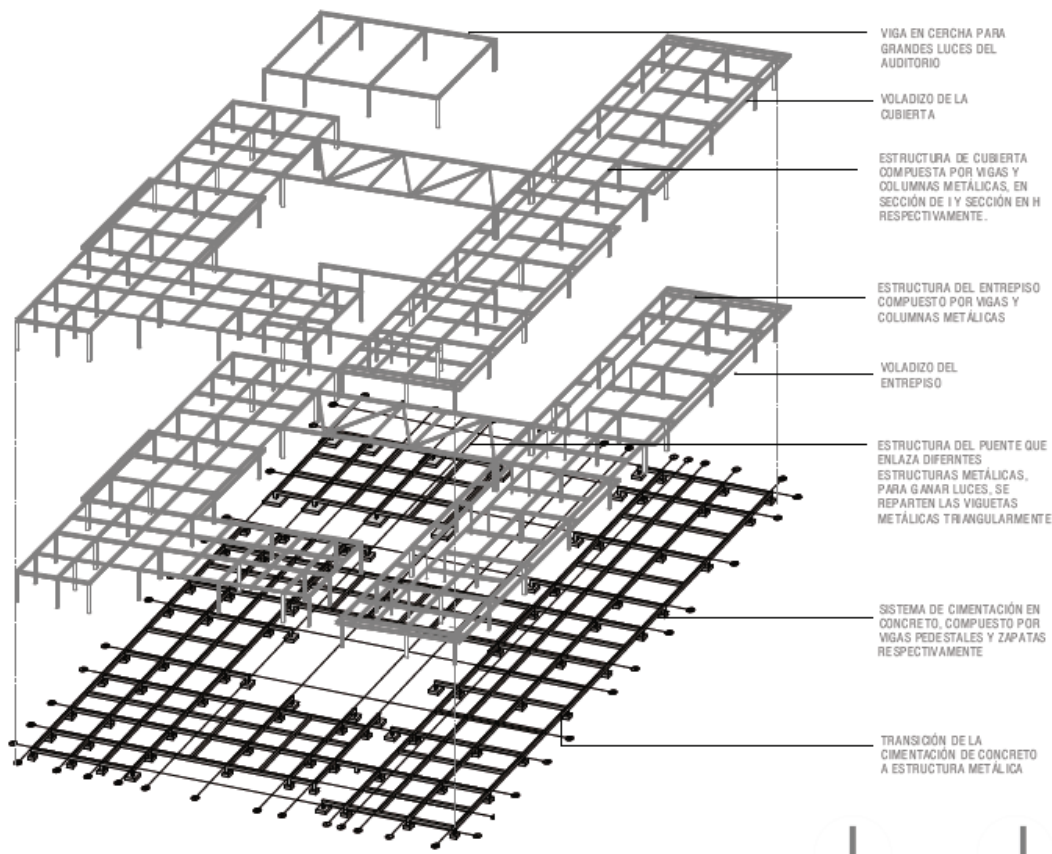 VIGA EN CERCHA PARA
GRANDES LUCES DEL
AUDITORIO
VOLADIZO DE LA
CUBIERTA
ESTRUCTURA DE CUBIERTA
COMPUESTA POR VIGAS Y
COLUMNAS METÁLICAS, EN
SECCIÓN DE I Y SECCIÓN EN H
RESPECTIVAMENTE.
ESTRUCTURA DEL ENTREPISO
COMPUESTO POR VIGAS Y
COLUMNAS METÁLICAS
VOLADIZO DEL
ENTREPISO
ESTRUCTURA DEL PUENTE QUE
ENLAZA DIFERNTES
ESTRUCTURAS METÁLICAS,
PARA GANAR LUCES, SE
REPARTEN LAS VIGUETAS
METÁLICAS TRIANGULARMENTE
SISTEMA DE CIMENTACIÓN EN
CONCRETO, COMPUESTO POR
VIGAS PEDESTALES Y ZAPATAS
RESPECTIVAMENTE
TRANSICIÓN DE LA
CIMENTACIÓN DE CONCRETO
A ESTRUCTURA METÁLICA